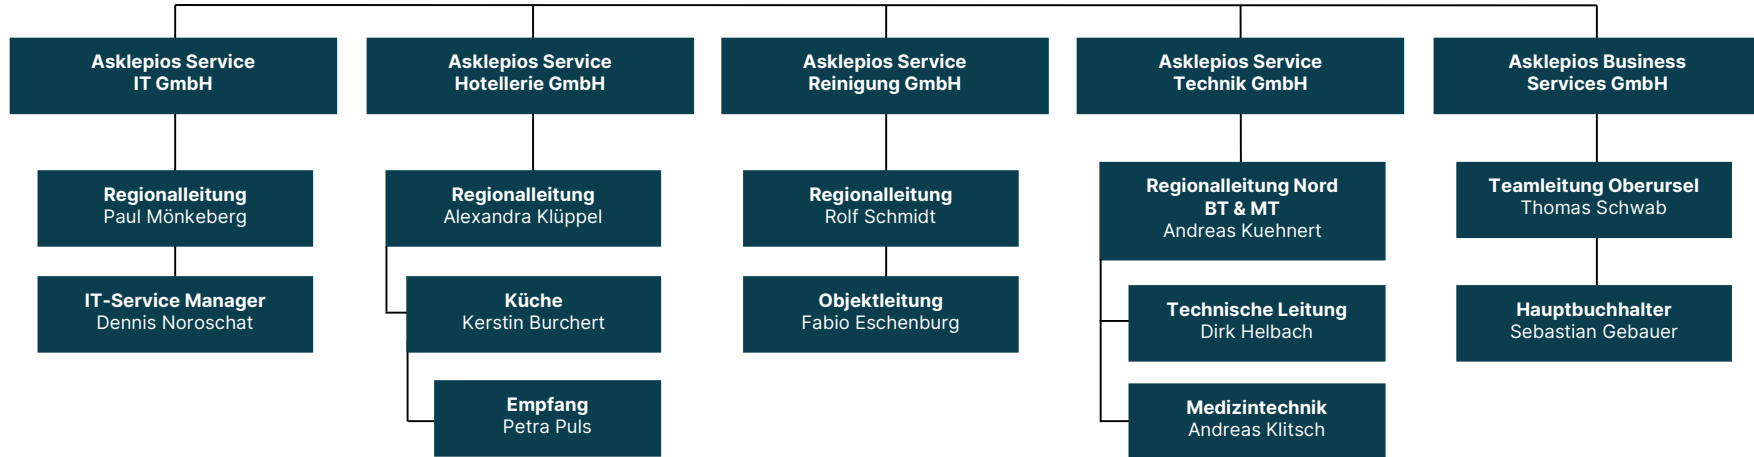 Asklepios Service
IT GmbH
Asklepios Service
Hotellerie GmbH
Asklepios Service
Reinigung GmbH
Asklepios Service
Technik GmbH
Asklepios Business
Services GmbH
Regionalleitung
Paul Mönkeberg
Regionalleitung
Alexandra Klüppel
Regionalleitung
Rolf Schmidt
Regionalleitung Nord
BT & MT
Andreas Kuehnert
Teamleitung Oberursel
Thomas Schwab
IT-Service Manager
Dennis Noroschat
Küche
Kerstin Burchert
Objektleitung
Fabio Eschenburg
Technische Leitung
Dirk Helbach
Hauptbuchhalter
Sebastian Gebauer
Empfang
Petra Puls
Medizintechnik
Andreas Klitsch